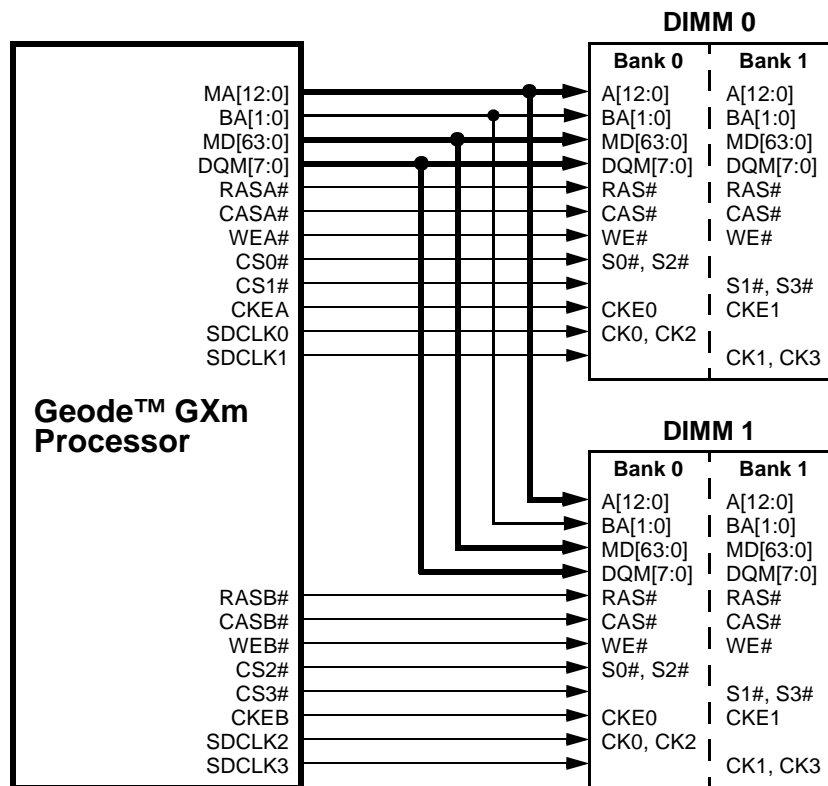 DIMM 0
Bank 0 Bank 1
MA[12:0] A[12:0] A[12:0]
BA[1:0] BA[1:0] BA[1:0]
MD[63:0] MD[63:0] MD[63:0]
DQM[7:0] DQM[7:0] DQM[7:0]
RASA# RAS# RAS#
CASA# CAS# CAS#
WEA# WE# WE#
CS0# S0#, S2#
CS1# S1#, S3#
CKEA CKE0 CKE1
SDCLK0 CK0, CK2
SDCLK1 CK1, CK3
Geode™ GXm
Processor
DIMM 1
Bank 0 Bank 1
A[12:0] A[12:0]
BA[1:0] BA[1:0]
MD[63:0] MD[63:0]
DQM[7:0] DQM[7:0]
RASB# RAS# RAS#
CASB# CAS# CAS#
WEB# WE# WE#
CS2# S0#, S2#
CS3# S1#, S3#
CKEB CKE0 CKE1
SDCLK2 CK0, CK2
SDCLK3 CK1, CK3